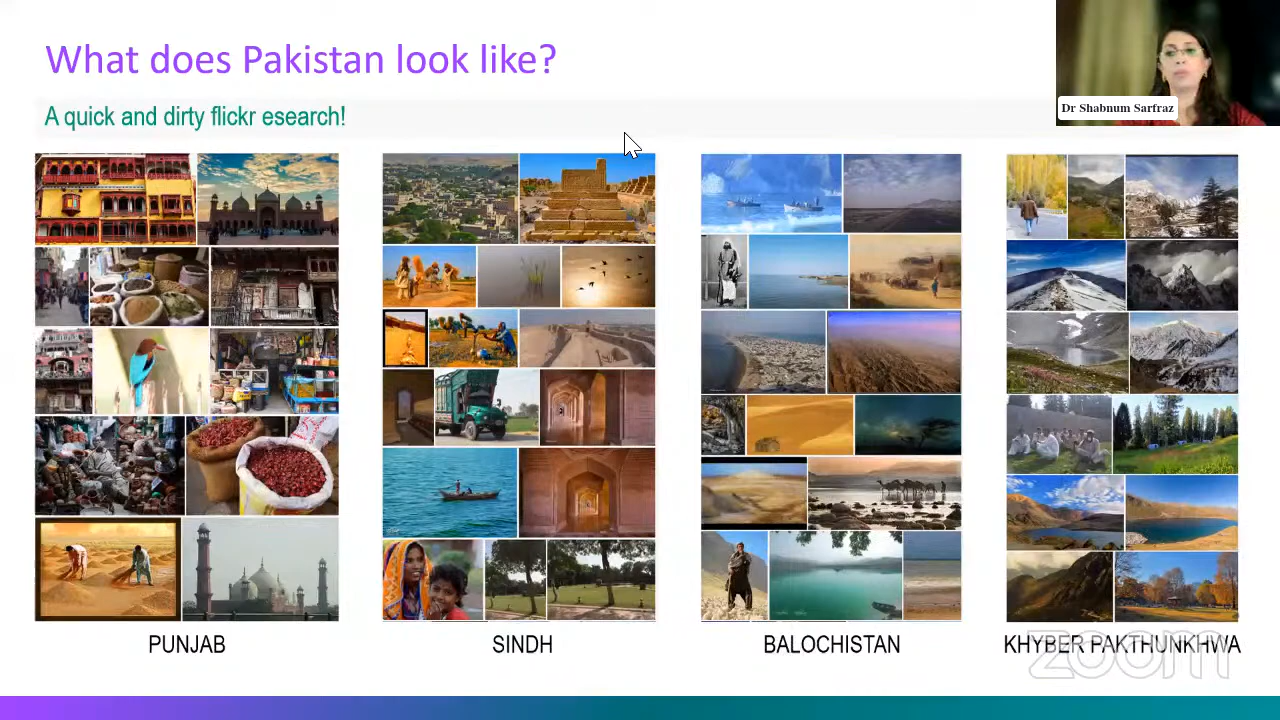 What does Pakistan look like?
Dr Shabnum Sarfraz
A quick and dirty flickr esearch!
PUNJAB
SINDH
BALOCHISTAN
KHYBER PAKTHUNKHWA
zoom